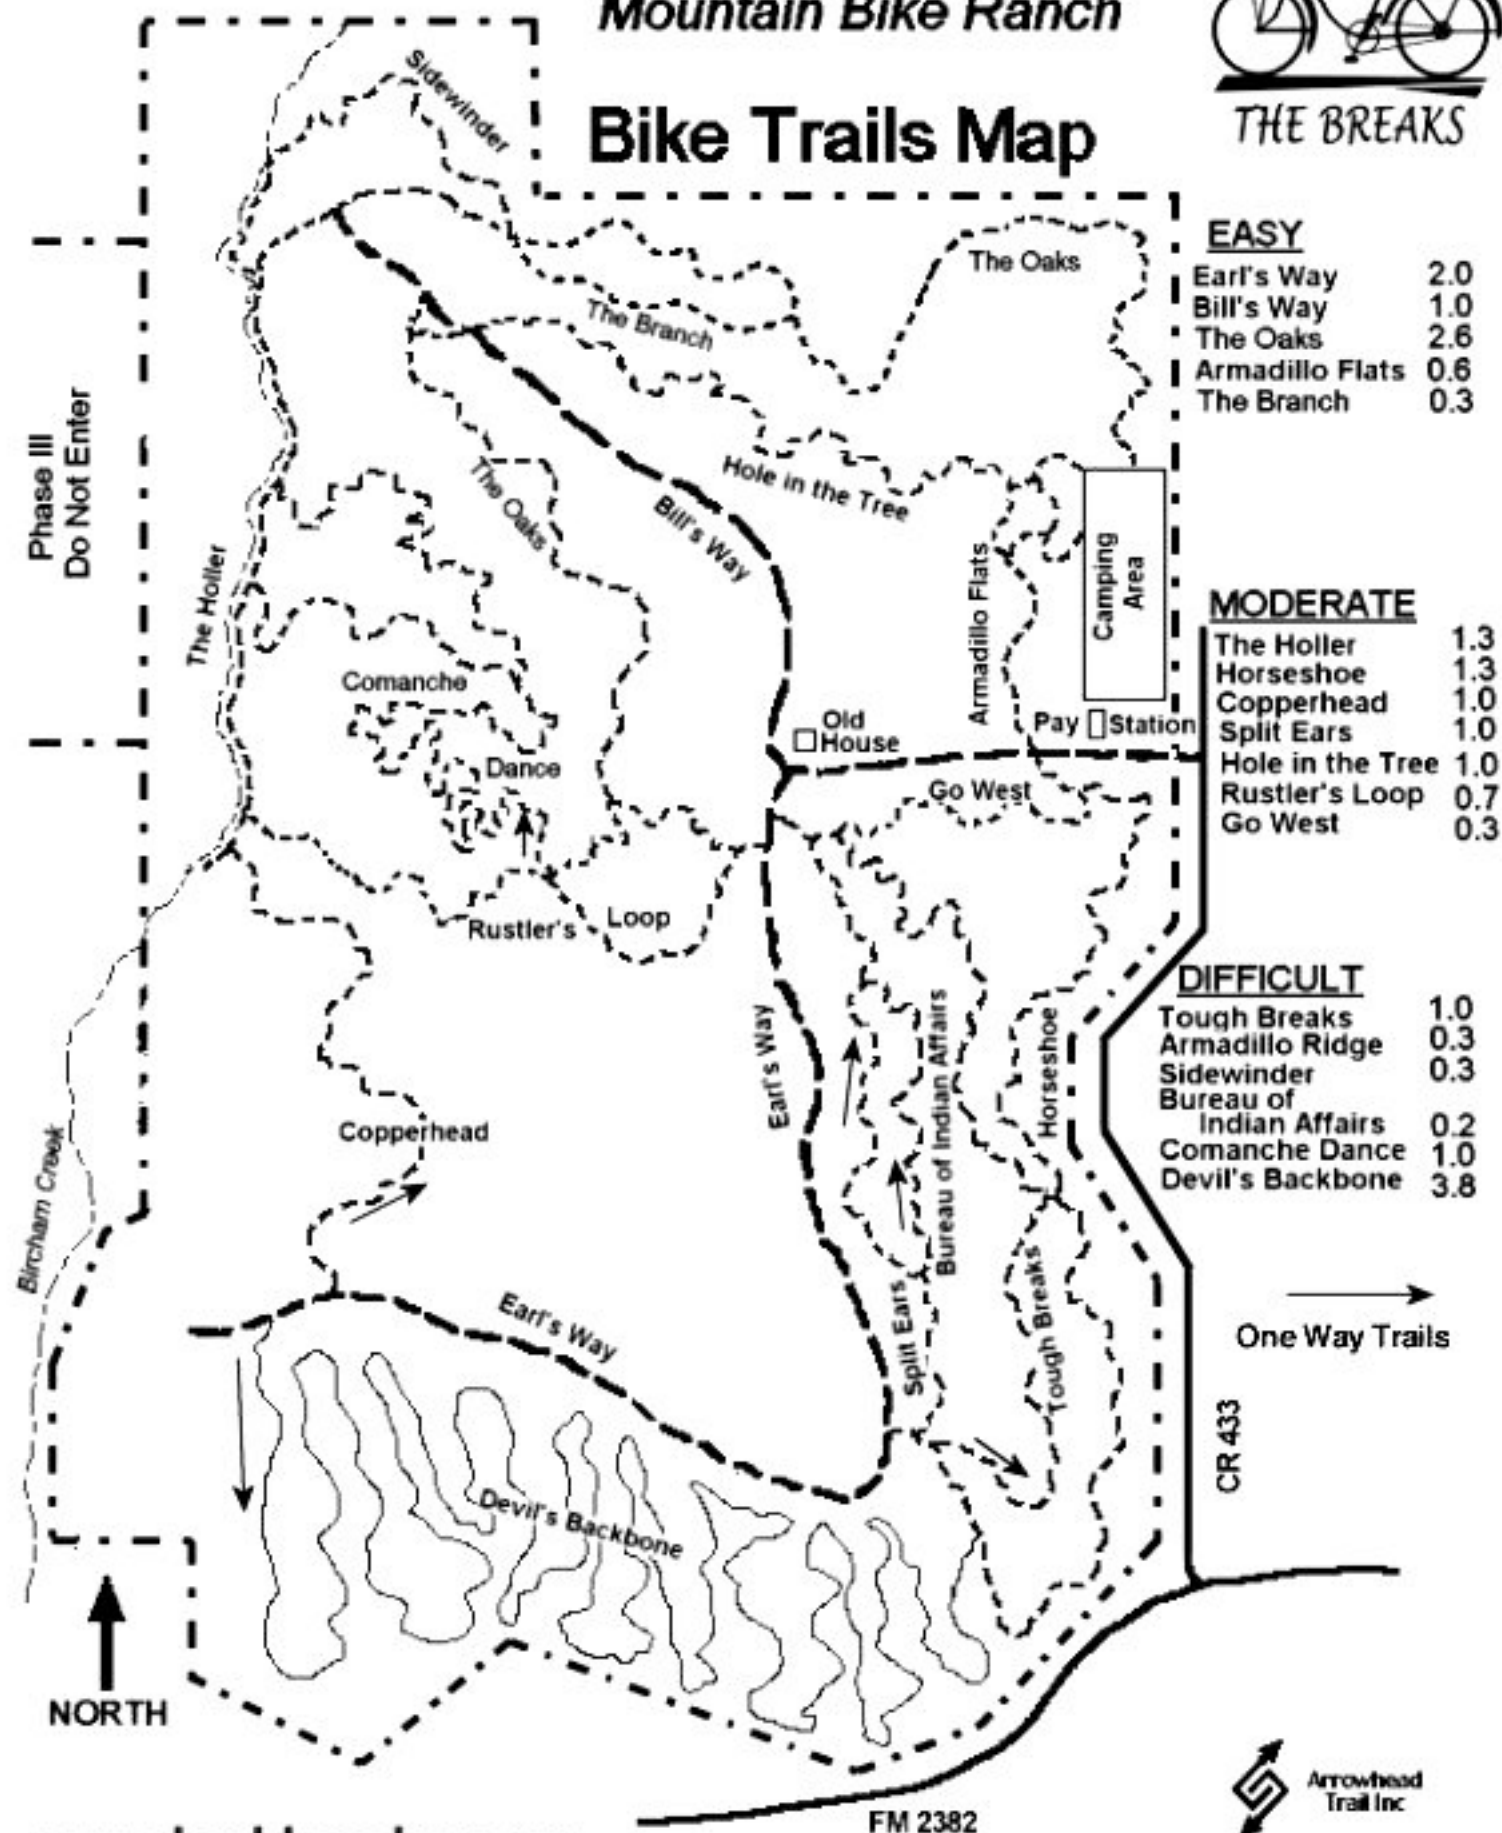 Mountain Bike Ranch
Bike Trails Map
THE BREAKS
Sidewinder
The Oaks
The Branch
Hole in the Tree
The Oaks
Bill's Way
Phase III
Do Not Enter
The Holler
Armadillo Flats
Camping
Area
Comanche
Dance
Old
House
Pay
Station
Go West
Rustler's
Loop
Earl's Way
Bureau of Indian Affairs
Horseshoe
Copperhead
Bircham Creek
Earl's Way
Split Ears
Tough Breaks
Devil's Backbone
NORTH
EASY
Earl's Way 2.0
Bill's Way 1.0
The Oaks 2.6
Armadillo Flats 0.6
The Branch 0.3
MODERATE
The Holler 1.3
Horseshoe 1.3
Copperhead 1.0
Split Ears 1.0
Hole in the Tree 1.0
Rustler's Loop 0.7
Go West 0.3
DIFFICULT
Tough Breaks 1.0
Armadillo Ridge 0.3
Sidewinder 0.3
Bureau of
Indian Affairs 0.2
Comanche Dance 1.0
Devil's Backbone 3.8
One Way Trails
CR 433
FM 2382
Arrowhead
Trail Inc